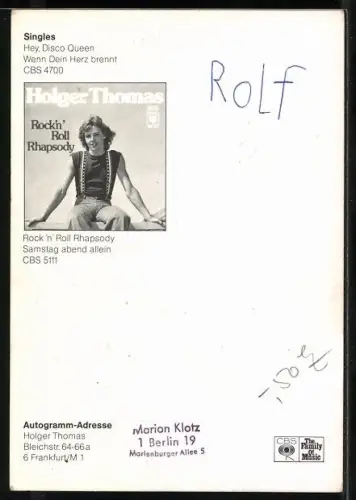 Singles
Hey, Disco Queen
Wenn Dein Herz brennt
CBS 4700
ROLF
Holger Thomas
Rock'n'
Roll
Rhapsody
Rock 'n' Roll Rhapsody
Samstag abend allein
CBS 5111
Autogramm-Adresse
Holger Thomas
Bleichstr. 64-66a
6 Frankfurt/M 1
Marion Klotz
1 Berlin 19
Marienburger Allee 5
CBS
The
Family
of
Music